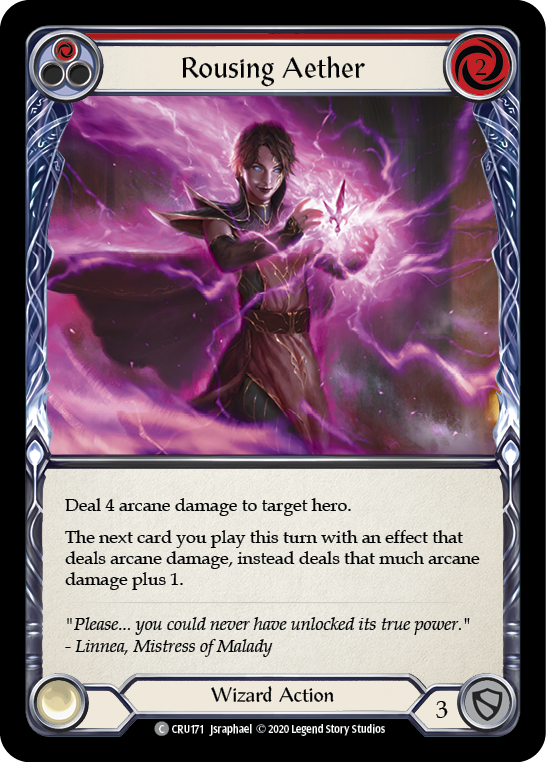 Rousing Aether
2
Deal 4 arcane damage to target hero.
The next card you play this turn with an effect that
deals arcane damage, instead deals that much arcane
damage plus 1.
"Please... you could never have unlocked its true power."
- Linnea, Mistress of Malady
Wizard Action
3
C CRU171 Jsraphael © 2020 Legend Story Studios